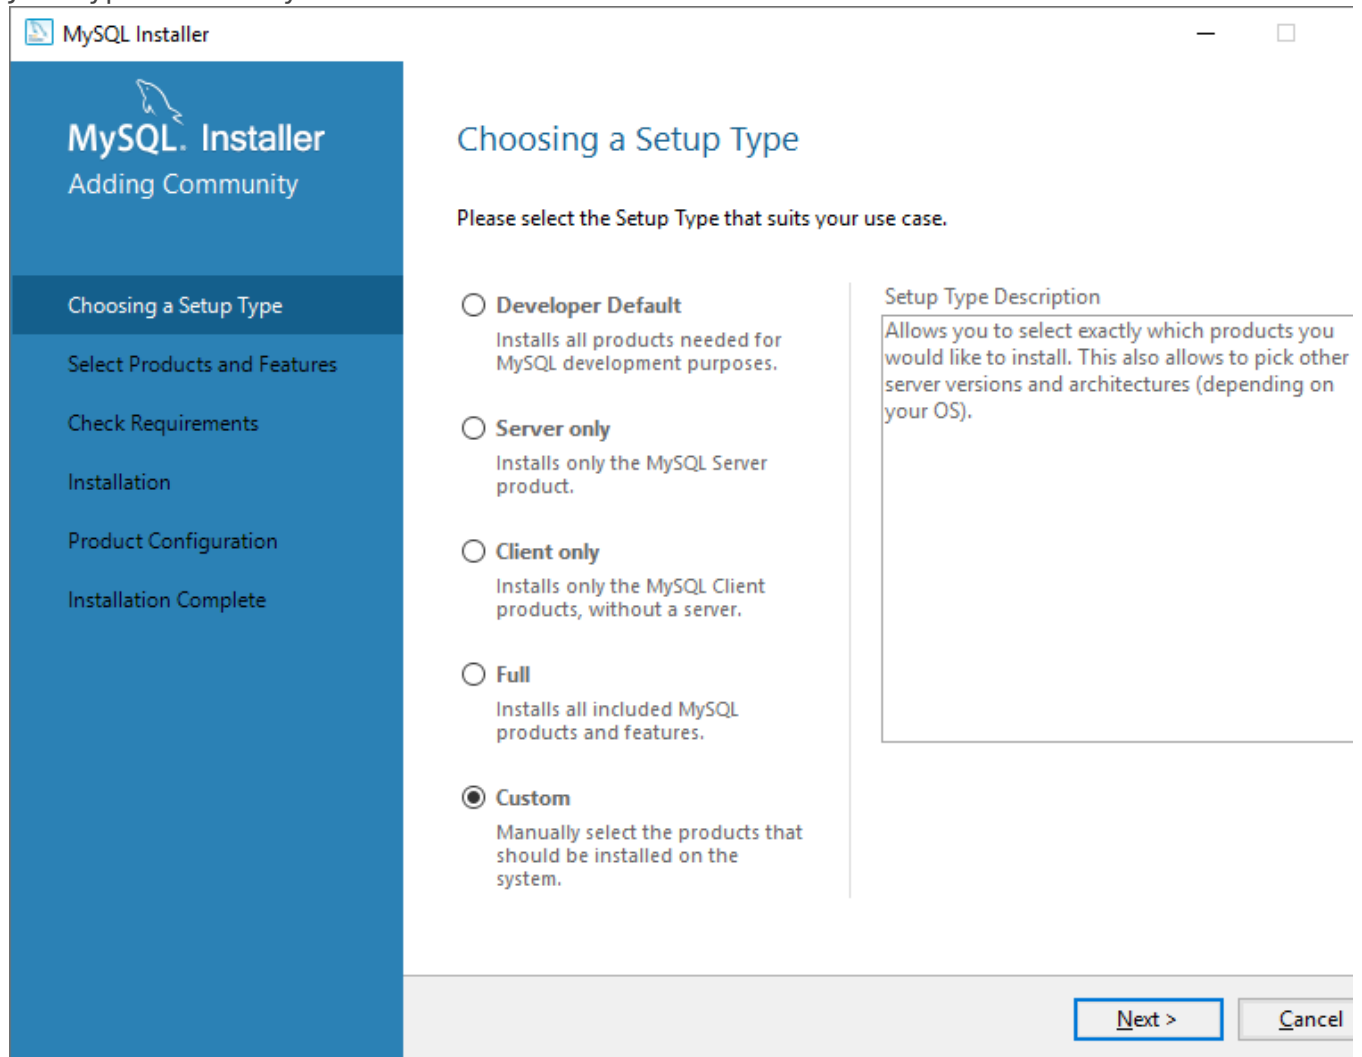 MySQL Installer
MySQL. Installer
Adding Community
Choosing a Setup Type
Select Products and Features
Check Requirements
Installation
Product Configuration
Installation Complete
Choosing a Setup Type
Please select the Setup Type that suits your use case.
Developer Default
Installs all products needed for
MySQL development purposes.
Server only
Installs only the MySQL Server
product.
Client only
Installs only the MySQL Client
products, without a server.
Full
Installs all included MySQL
products and features.
Custom
Manually select the products that
should be installed on the
system.
Setup Type Description
Allows you to select exactly which products you
would like to install. This also allows to pick other
server versions and architectures (depending on
your OS).
Next >
Cancel